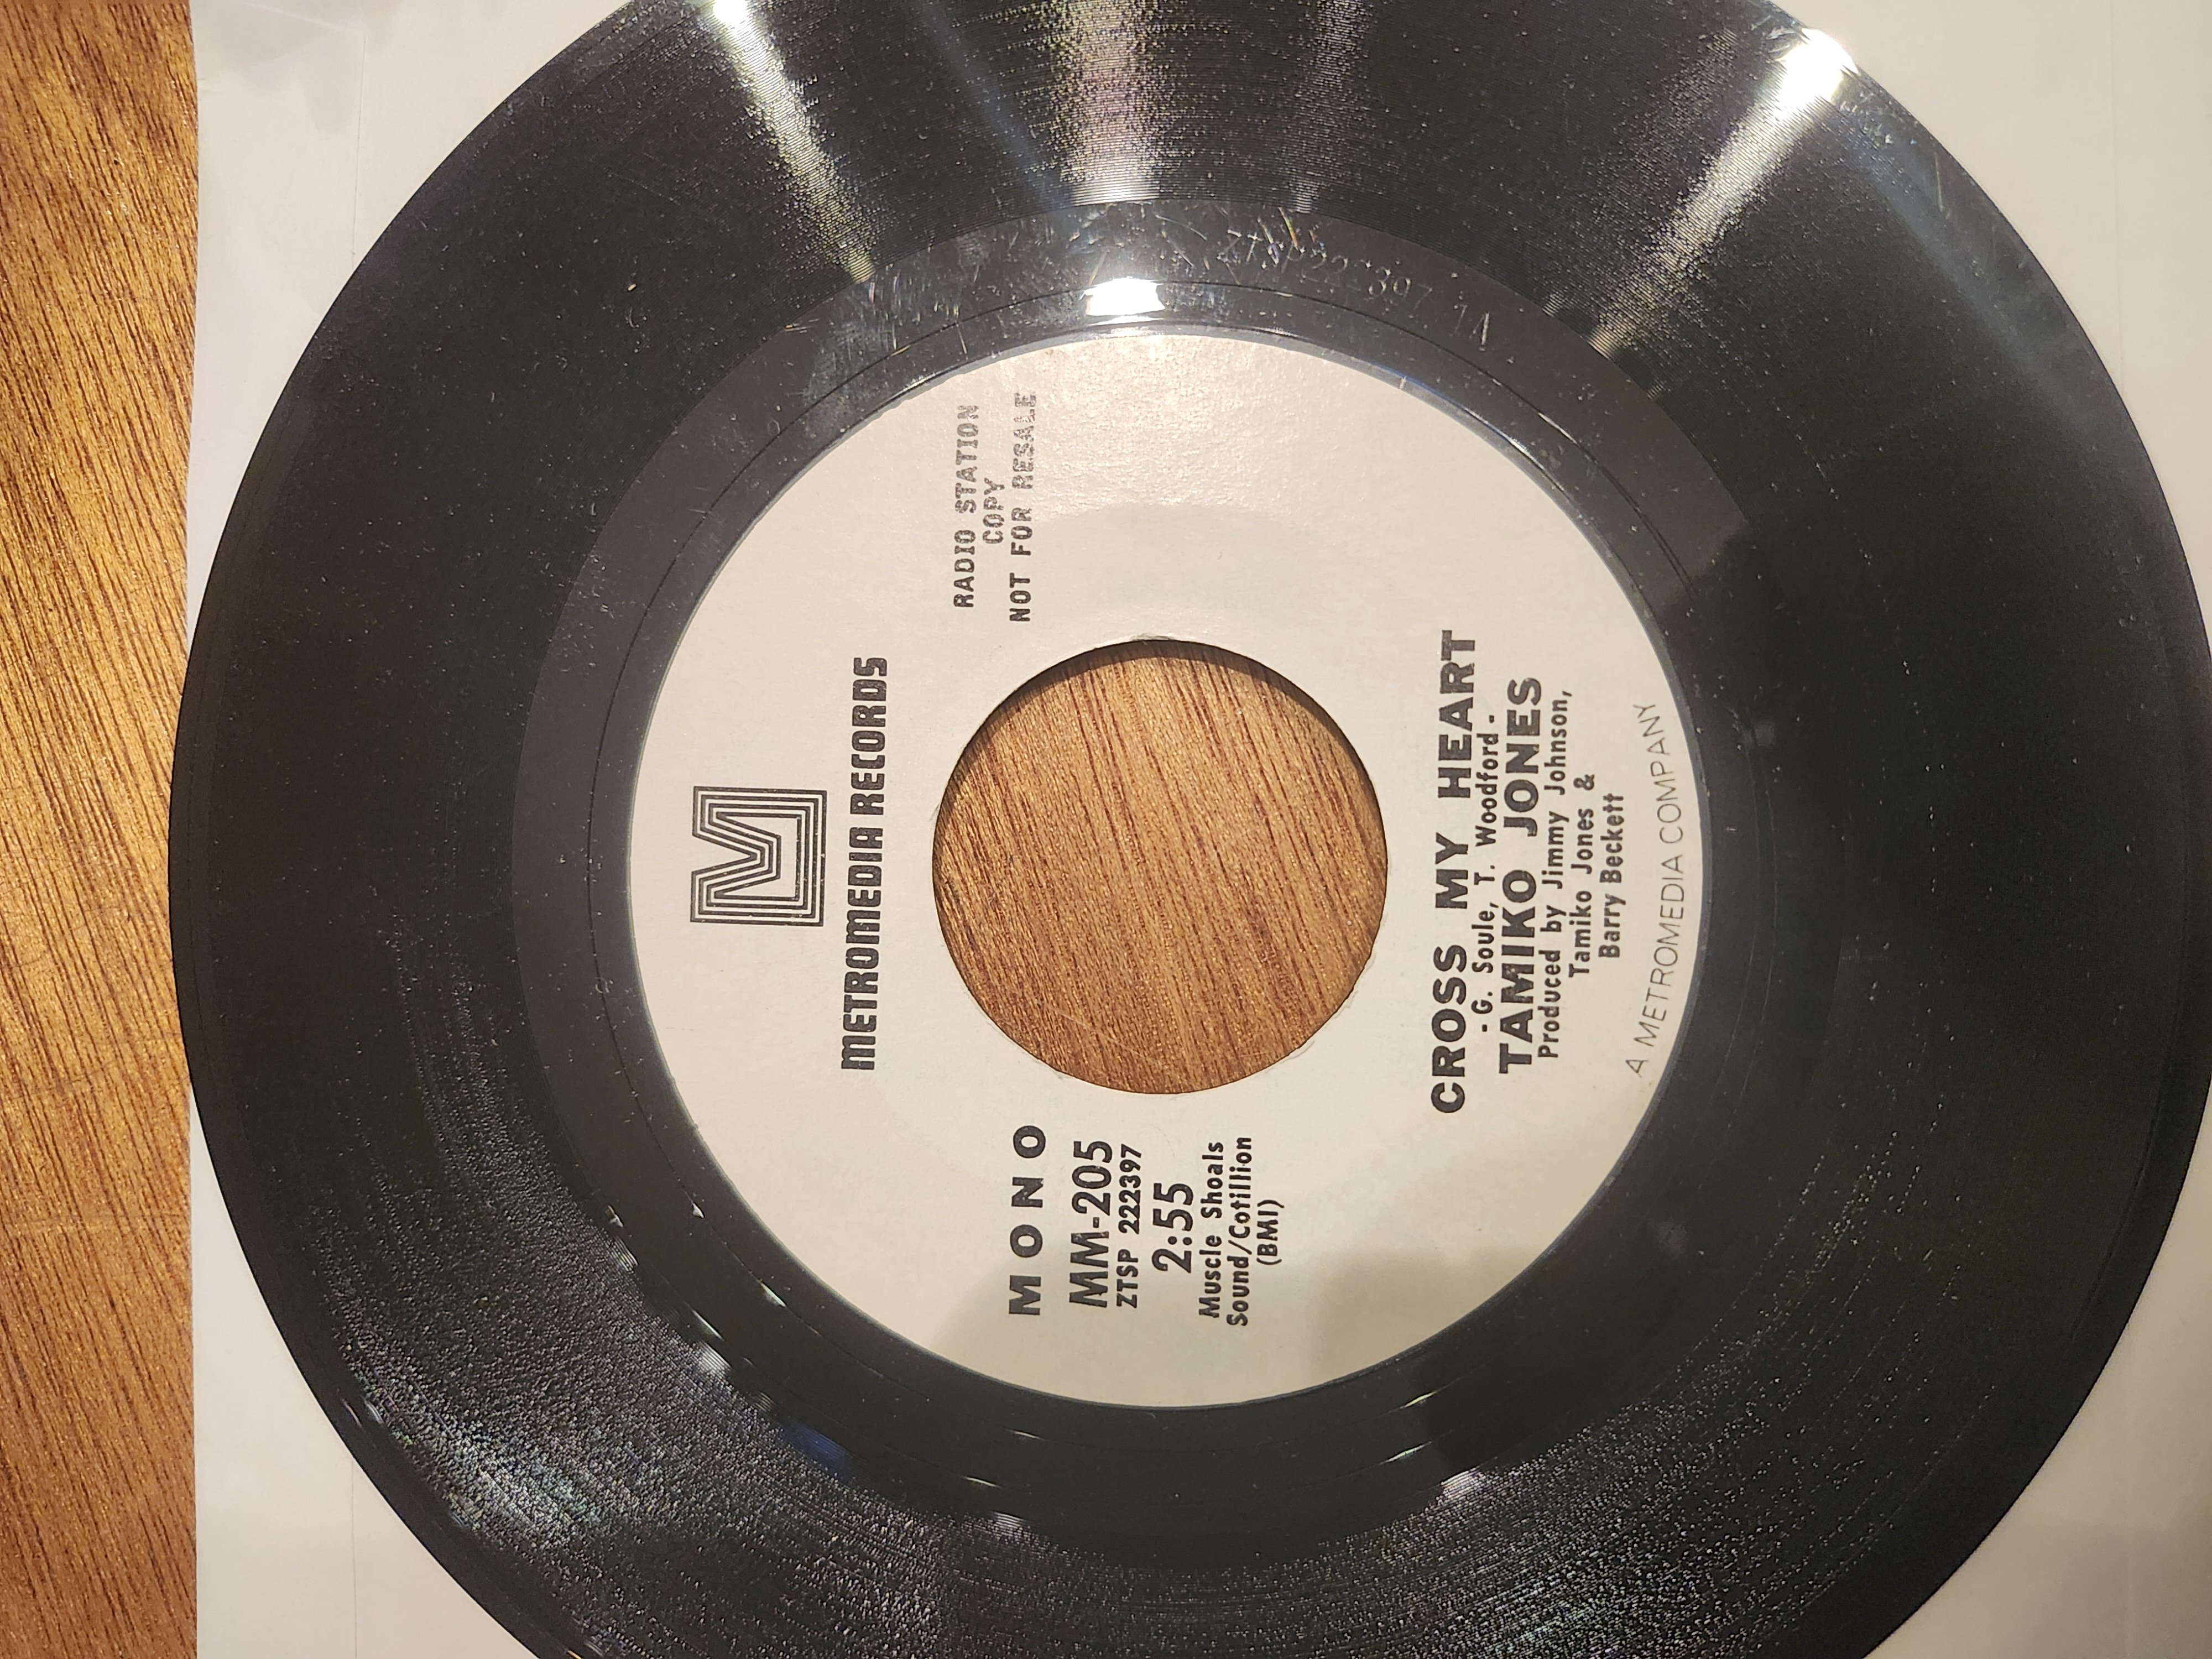 M
METROMEDIA RECORDS
RADIO STATION
COPY
NOT FOR RESALE
MONO
MM-205
ZTSP 222397
2:55
Muscle Shoals
Sound/Cotillion
(BMI)
CROSS MY HEART
- G. Soule, T. Woodford -
TAMIKO JONES
Produced by Jimmy Johnson,
Tamiko Jones &
Barry Beckett
A METROMEDIA COMPANY